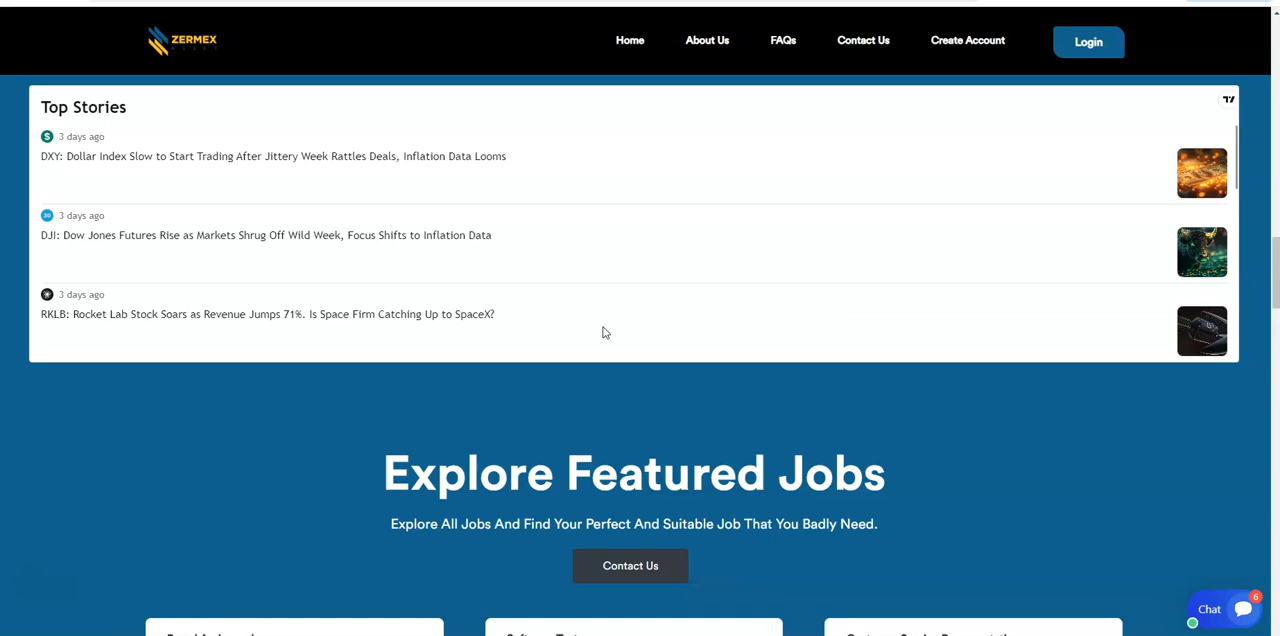 ZERMEX
Home
About Us
FAQs
Contact Us
Create Account
Login
Top Stories
3 days ago
DXY: Dollar Index Slow to Start Trading After Jittery Week Rattles Deals, Inflation Data Looms
30
3 days ago
DJI: Dow Jones Futures Rise as Markets Shrug Off Wild Week, Focus Shifts to Inflation Data
3 days ago
RKLB: Rocket Lab Stock Soars as Revenue Jumps 71%. Is Space Firm Catching Up to SpaceX?
Explore Featured Jobs
Explore All Jobs And Find Your Perfect And Suitable Job That You Badly Need.
Contact Us
Chat
6